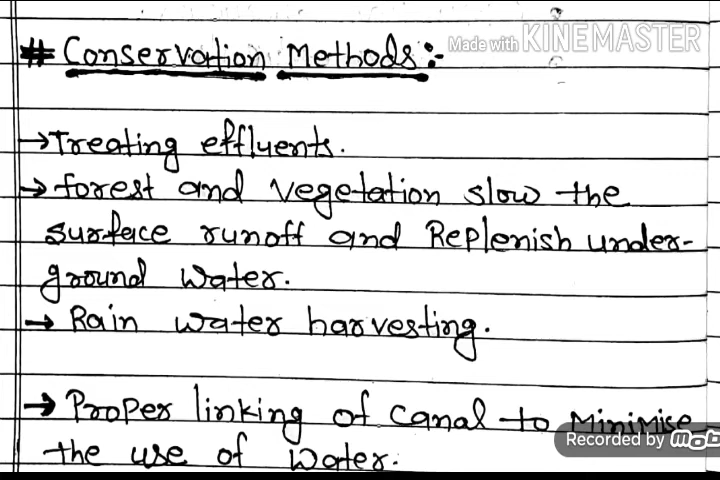 Made with KINEMASTER
# Conservation Methods:-
→ Treating effluents.
→ forest and vegetation slow the
surface runoff and Replenish under-
ground water.
→ Rain water harvesting.
→ Proper linking of canal to Minimise
Recorded by
the use of water.